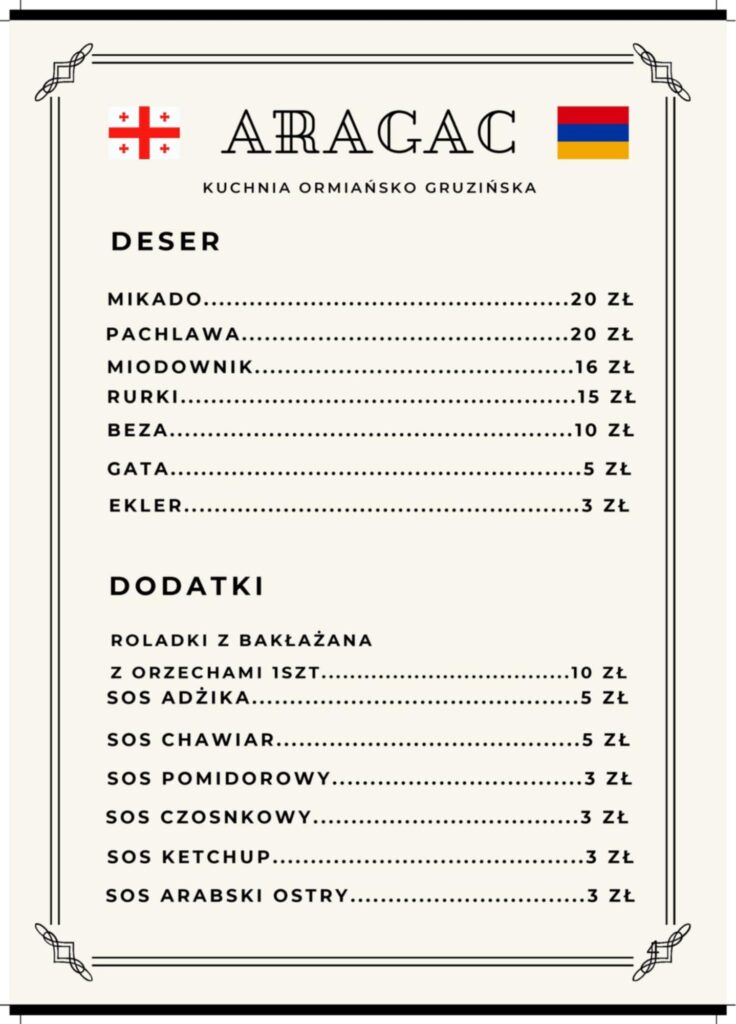 ARAGAC
KUCHNIA ORMIAŃSKO GRUZIŃSKA
DESER
MIKADO................................................20 ZŁ
PACHLAWA...........................................20 ZŁ
MIODOWNIK..........................................16 ZŁ
RURKI....................................................15 ZŁ
BEZA.....................................................10 ZŁ
GATA......................................................5 ZŁ
EKLER....................................................3 ZŁ
DODATKI
ROLADKI Z BAKŁAŻANA
Z ORZECHAMI 1SZT.................................10 ZŁ
SOS ADŻIKA...........................................5 ZŁ
SOS CHAWIAR........................................5 ZŁ
SOS POMIDOROWY.................................3 ZŁ
SOS CZOSNKOWY...................................3 ZŁ
SOS KETCHUP.........................................3 ZŁ
SOS ARABSKI OSTRY...............................3 ZŁ
4